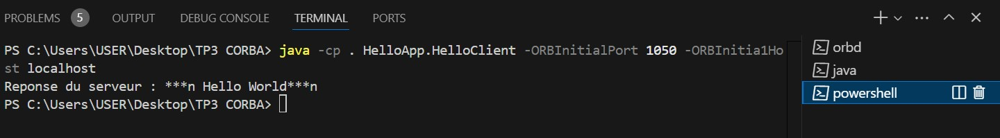 PROBLEMS 5 OUTPUT DEBUG CONSOLE TERMINAL PORTS
PS C:\Users\USER\Desktop\TP3 CORBA> java -cp . HelloApp.HelloClient -ORBInitialPort 1050 -ORBInitia1Ho
st localhost
Reponse du serveur : ***n Hello World***n
PS C:\Users\USER\Desktop\TP3 CORBA>
orbd
java
powershell